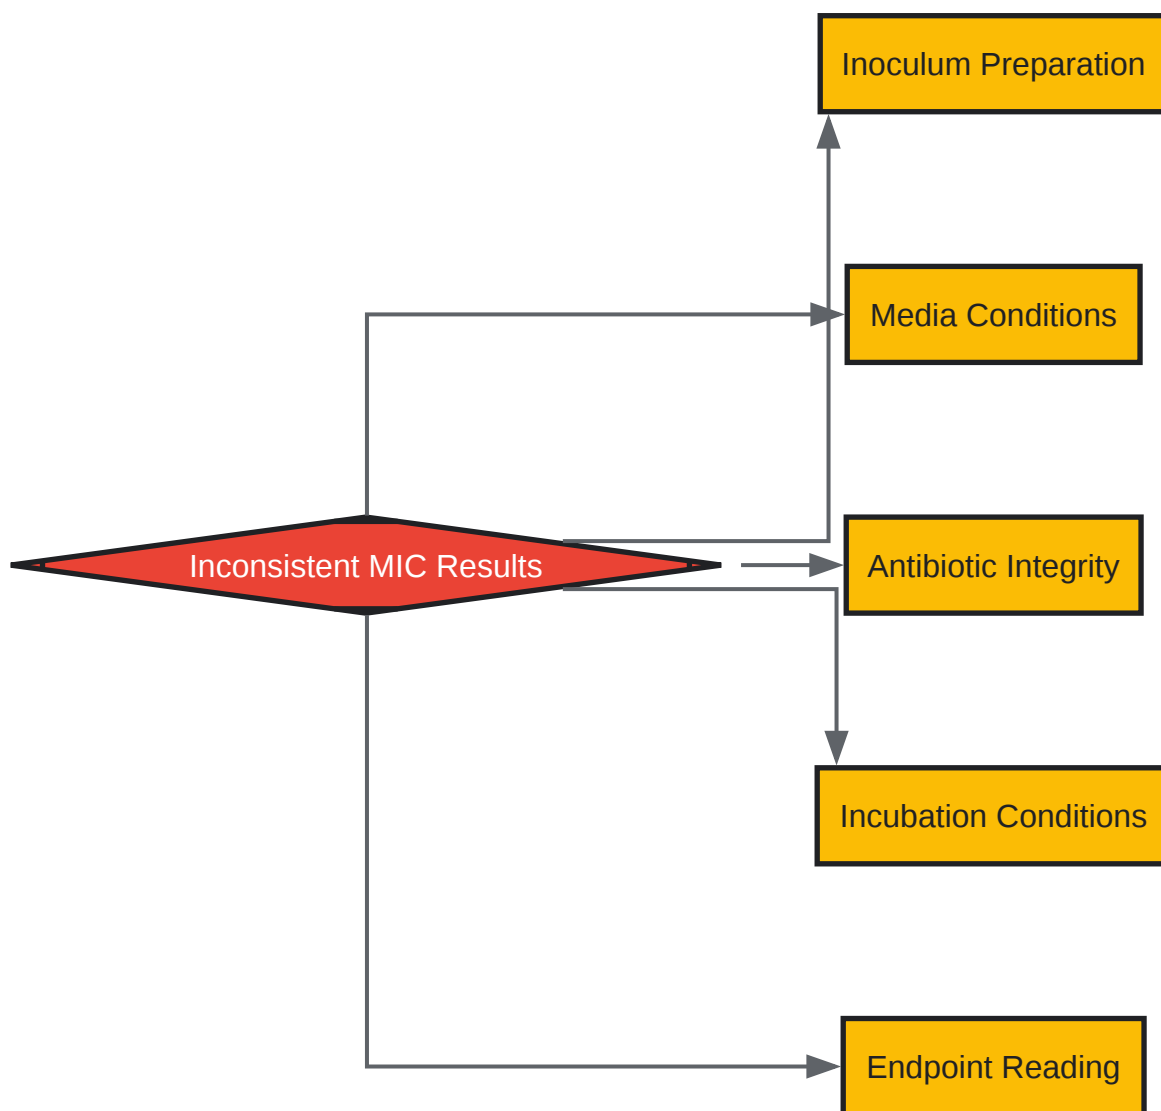 Inoculum Preparation
Media Conditions
Inconsistent MIC Results
Antibiotic Integrity
Incubation Conditions
Endpoint Reading